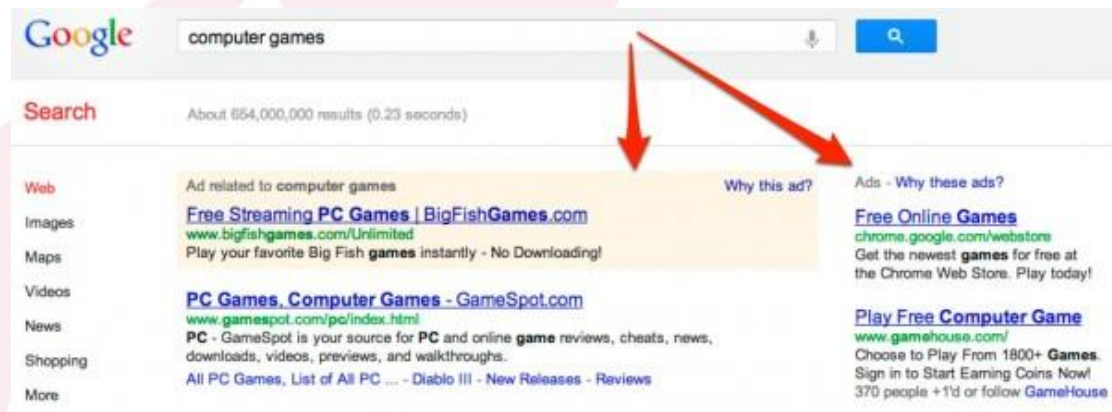 Google
computer games
Search
About 654,000,000 results (0.23 seconds)
Web
Images
Maps
Videos
News
Shopping
More
Ad related to computer games
Why this ad?
Free Streaming PC Games | BigFishGames.com
www.bigfishgames.com/Unlimited
Play your favorite Big Fish games instantly - No Downloading!
PC Games, Computer Games - GameSpot.com
www.gamespot.com/pc/index.html
PC - GameSpot is your source for PC and online game reviews, cheats, news,
downloads, videos, previews, and walkthroughs.
All PC Games, List of All PC ... - Diablo III - New Releases - Reviews
Ads - Why these ads?
Free Online Games
chrome.google.com/webstore
Get the newest games for free at
the Chrome Web Store. Play today!
Play Free Computer Game
www.gamehouse.com/
Choose to Play From 1800+ Games.
Sign in to Start Earning Coins Now!
370 people +1'd or follow GameHouse